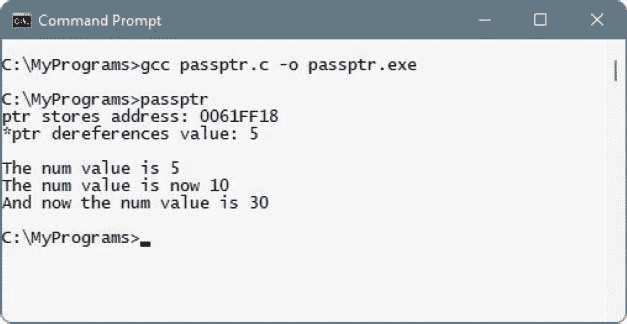 Command Prompt
C:\MyPrograms>gcc passptr.c -o passptr.exe
C:\MyPrograms>passptr
ptr stores address: 0061FF18
*ptr dereferences value: 5
The num value is 5
The num value is now 10
And now the num value is 30
C:\MyPrograms>